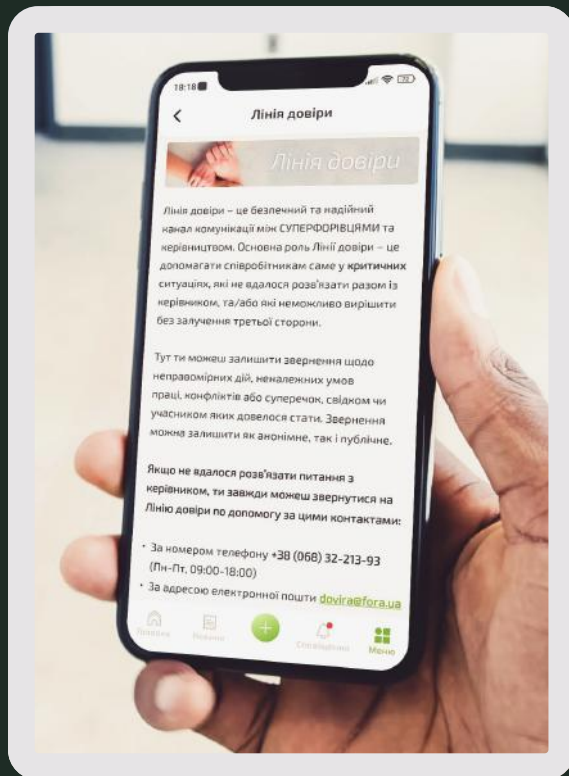 18:18
72
Лінія довіри
Лінія довіри
Лінія довіри – це безпечний та надійний
канал комунікації між СУПЕРФОРІВЦЯМИ та
керівництвом. Основна роль Лінії довіри – це
допомагати співробітникам саме у критичних
ситуаціях, які не вдалося розв'язати разом із
керівником, та/або які неможливо вирішити
без залучення третьої сторони.
Тут ти можеш залишити звернення щодо
неправомірних дій, неналежних умов
праці, конфліктів або суперечок, свідком чи
учасником яких довелося стати. Звернення
можна залишити як анонімне, так і публічне.
Якщо не вдалося розв'язати питання з
керівником, ти завжди можеш звернутися на
Лінію довіри по допомогу за цими контактами:
• За номером телефону +38 (068) 32-213-93
(Пн-Пт, 09:00-18:00)
• За адресою електронної пошти dovira@fora.ua
Головна Новини Сповіщення Меню